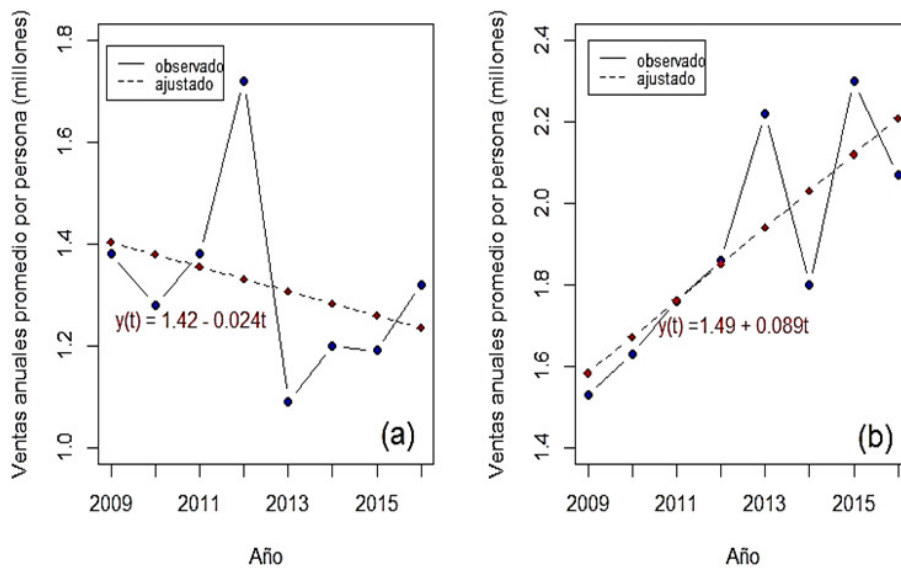 Ventas anuales promedio por persona (millones)
1.8
1.6
1.4
1.2
1.0
observado
ajustado
y(t) = 1.42 - 0.024t
(a)
2009 2011 2013 2015
Año
Ventas anuales promedio por persona (millones)
2.4
2.2
2.0
1.8
1.6
1.4
observado
ajustado
y(t) = 1.49 + 0.089t
(b)
2009 2011 2013 2015
Año